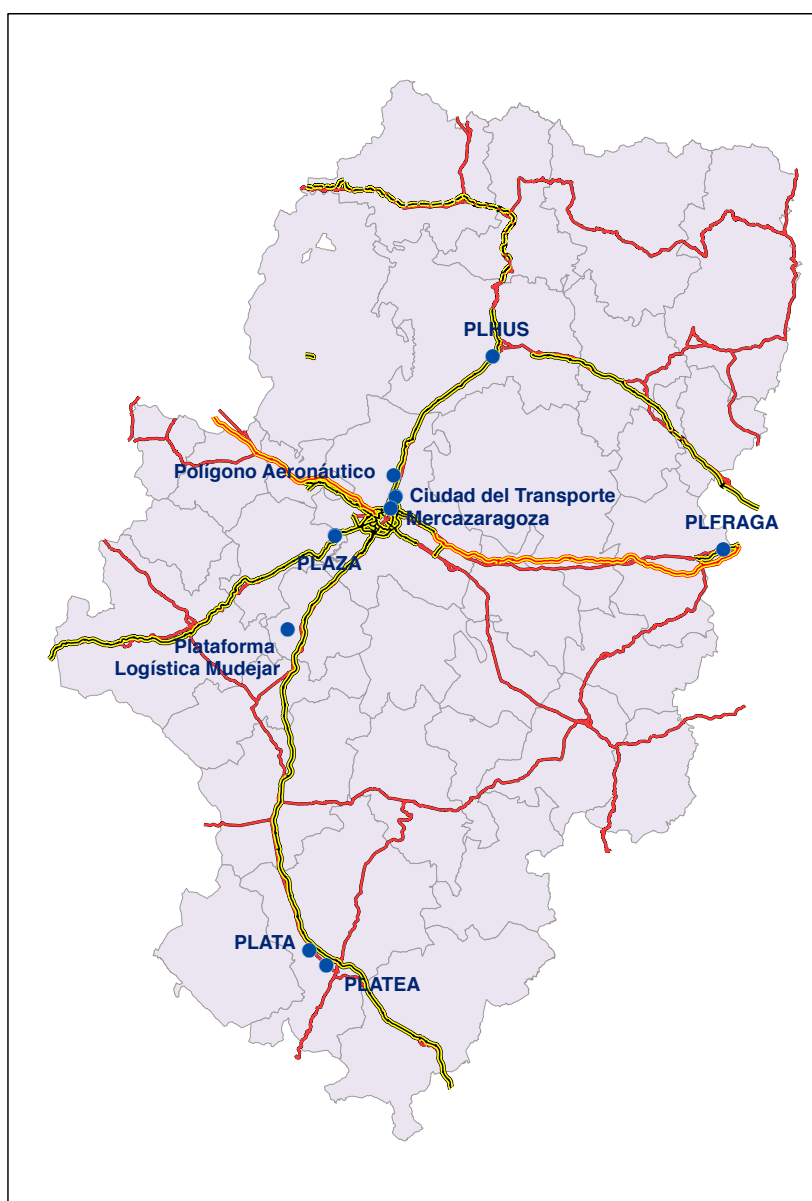 PLHUS
Polígono Aeronáutico
Ciudad del Transporte
Mercazaragoza
PLFRAGA
PLAZA
Plataforma
Logística Mudejar
PLATA
PLATEA